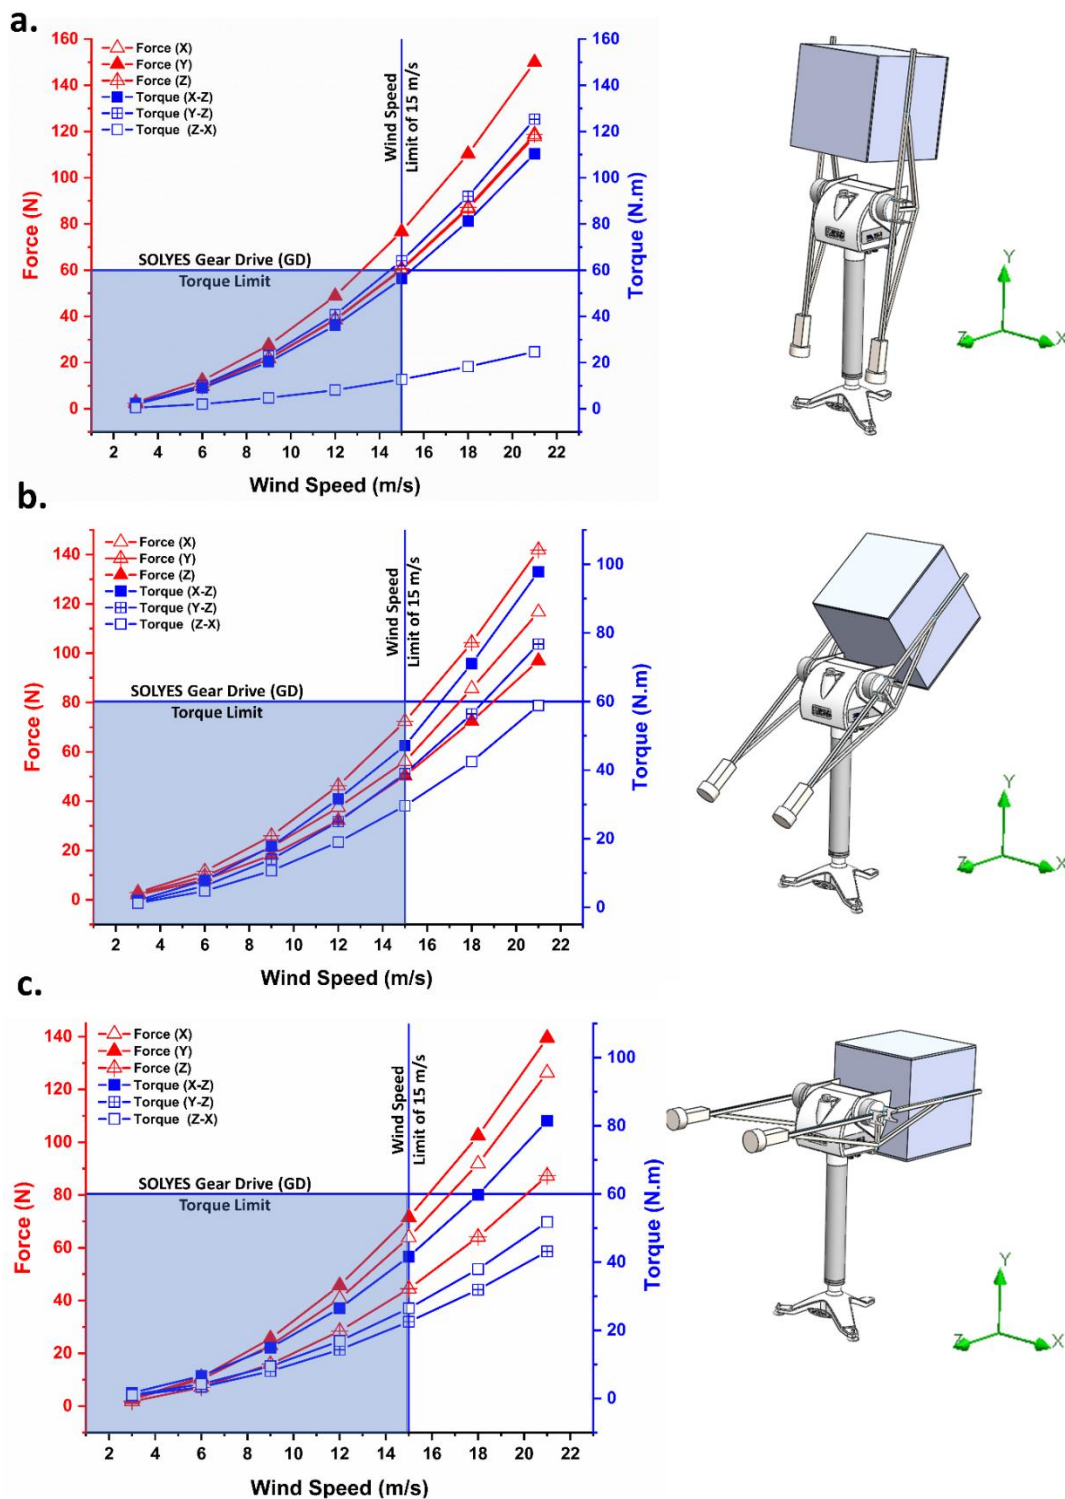 a.
160
140
120
100
80
60
40
20
0
Force (N)
Force (X)
Force (Y)
Force (Z)
Torque (X-Z)
Torque (Y-Z)
Torque (Z-X)
Wind Speed
Limit of 15 m/s
SOLYES Gear Drive (GD)
Torque Limit
160
140
120
100
80
60
40
20
0
Torque (N.m)
2 4 6 8 10 12 14 16 18 20 22
Wind Speed (m/s)
Y
Z
X
b.
140
120
100
80
60
40
20
0
Force (N)
Force (X)
Force (Y)
Force (Z)
Torque (X-Z)
Torque (Y-Z)
Torque (Z-X)
Wind Speed
Limit of 15 m/s
SOLYES Gear Drive (GD)
Torque Limit
100
80
60
40
20
0
Torque (N.m)
2 4 6 8 10 12 14 16 18 20 22
Wind Speed (m/s)
Y
Z
X
c.
140
120
100
80
60
40
20
0
Force (N)
Force (X)
Force (Y)
Force (Z)
Torque (X-Z)
Torque (Y-Z)
Torque (Z-X)
Wind Speed
Limit of 15 m/s
SOLYES Gear Drive (GD)
Torque Limit
100
80
60
40
20
0
Torque (N.m)
2 4 6 8 10 12 14 16 18 20 22
Wind Speed (m/s)
Y
Z
X